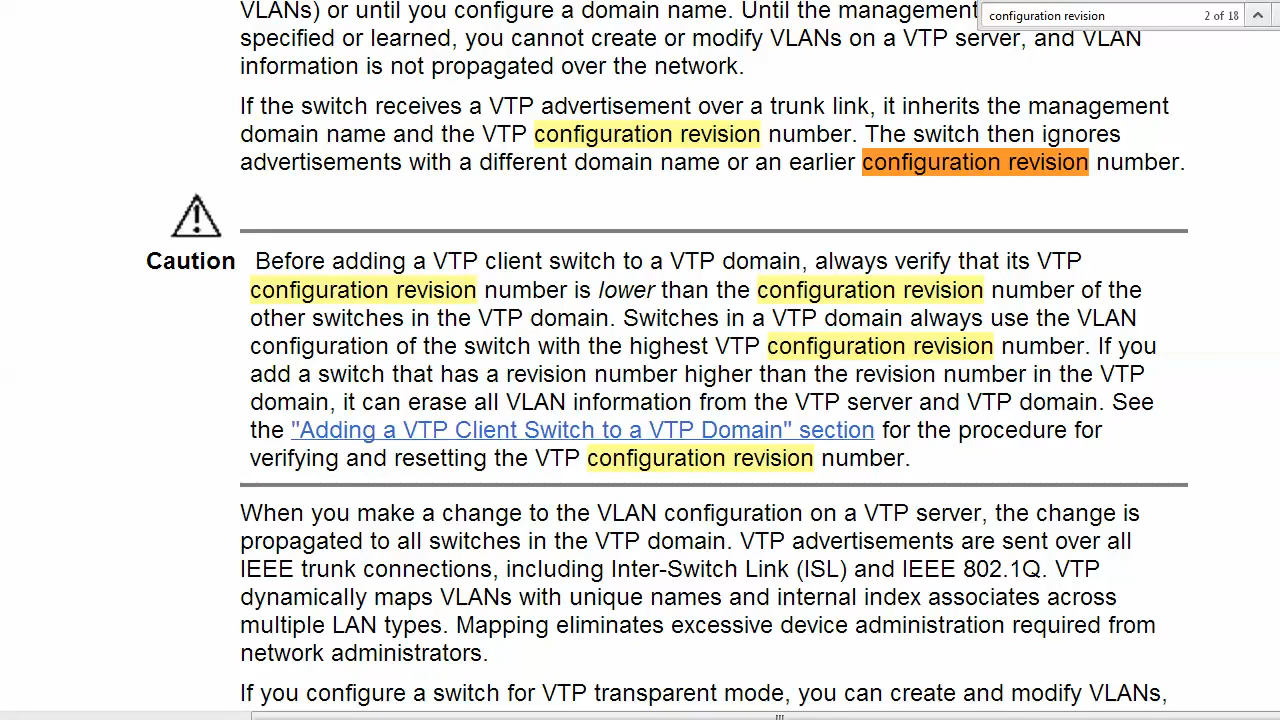 VLANs) or until you configure a domain name. Until the management
configuration revision 2 of 18
specified or learned, you cannot create or modify VLANs on a VTP server, and VLAN
information is not propagated over the network.
If the switch receives a VTP advertisement over a trunk link, it inherits the management
domain name and the VTP configuration revision number. The switch then ignores
advertisements with a different domain name or an earlier configuration revision number.
Caution Before adding a VTP client switch to a VTP domain, always verify that its VTP
configuration revision number is lower than the configuration revision number of the
other switches in the VTP domain. Switches in a VTP domain always use the VLAN
configuration of the switch with the highest VTP configuration revision number. If you
add a switch that has a revision number higher than the revision number in the VTP
domain, it can erase all VLAN information from the VTP server and VTP domain. See
the "Adding a VTP Client Switch to a VTP Domain" section for the procedure for
verifying and resetting the VTP configuration revision number.
When you make a change to the VLAN configuration on a VTP server, the change is
propagated to all switches in the VTP domain. VTP advertisements are sent over all
IEEE trunk connections, including Inter-Switch Link (ISL) and IEEE 802.1Q. VTP
dynamically maps VLANs with unique names and internal index associates across
multiple LAN types. Mapping eliminates excessive device administration required from
network administrators.
If you configure a switch for VTP transparent mode, you can create and modify VLANs,